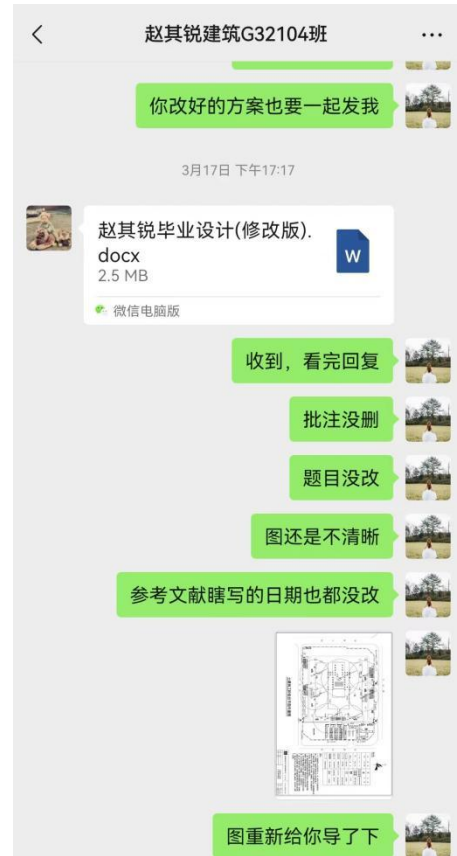 赵其锐建筑G32104班
你改好的方案也要一起发我
3月17日 下午17:17
赵其锐毕业设计(修改版).
docx
W
2.5 MB
微信电脑版
收到，看完回复
批注没删
题目没改
图还是不清晰
参考文献瞎写的日期也都没改
图重新给你导了下